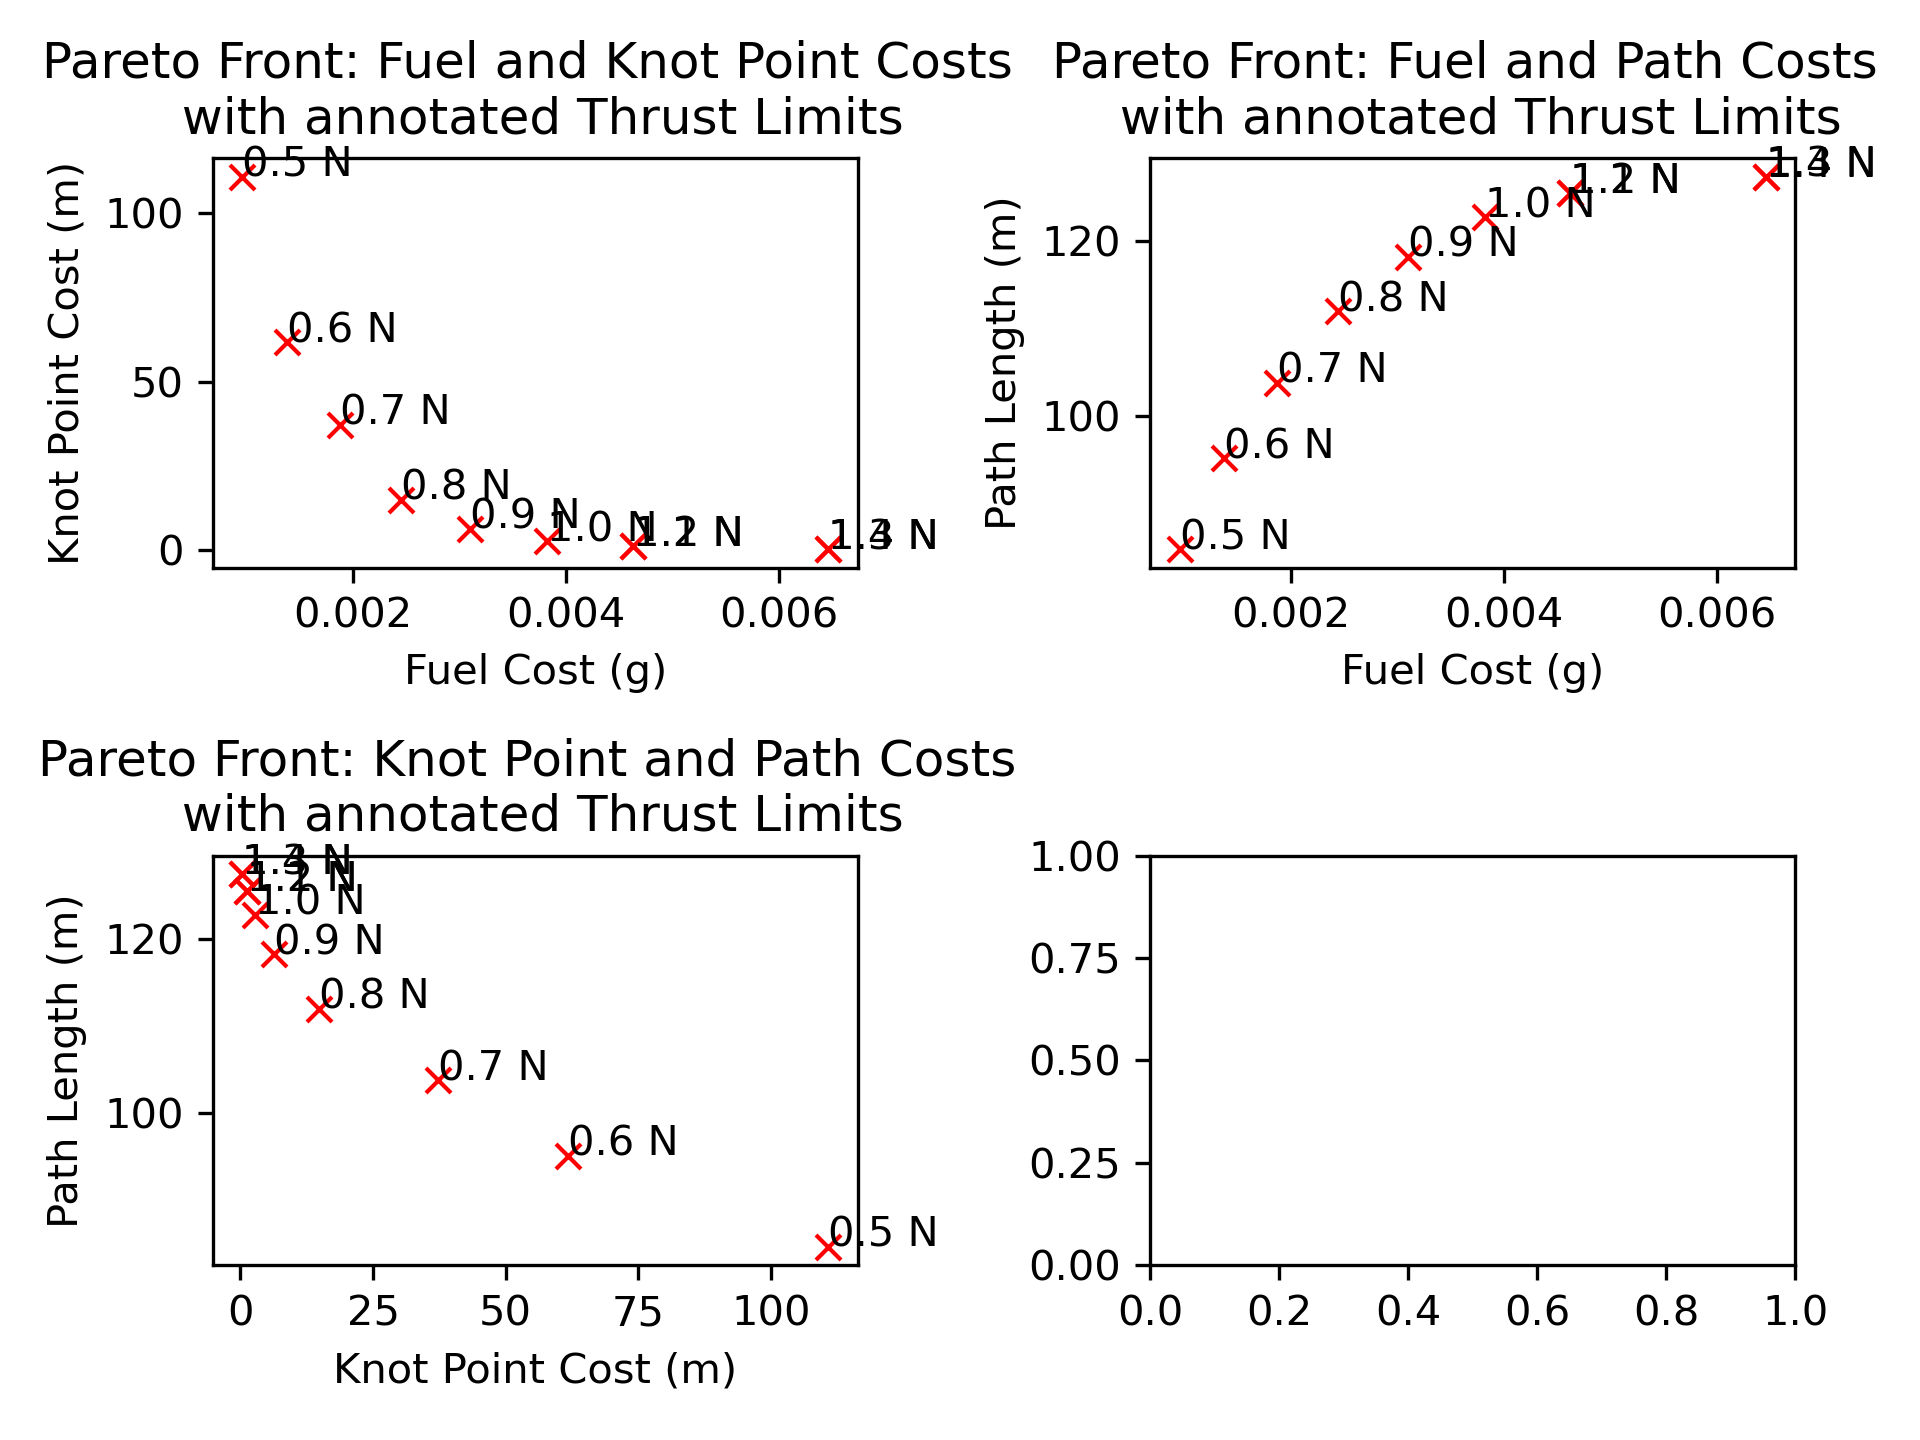 Pareto Front: Fuel and Knot Point Costs
with annotated Thrust Limits
Knot Point Cost (m)
100
50
0
0.5 N
0.6 N
0.7 N
0.8 N
0.9 N
1.0 N
0.002
0.004
0.006
Fuel Cost (g)
Pareto Front: Fuel and Path Costs
with annotated Thrust Limits
Path Length (m)
120
100
1.0 N
0.9 N
0.8 N
0.7 N
0.6 N
0.5 N
0.002
0.004
0.006
Fuel Cost (g)
Pareto Front: Knot Point and Path Costs
with annotated Thrust Limits
Path Length (m)
120
100
1.0 N
0.9 N
0.8 N
0.7 N
0.6 N
0.5 N
0
25
50
75
100
Knot Point Cost (m)
1.00
0.75
0.50
0.25
0.00
0.0
0.2
0.4
0.6
0.8
1.0